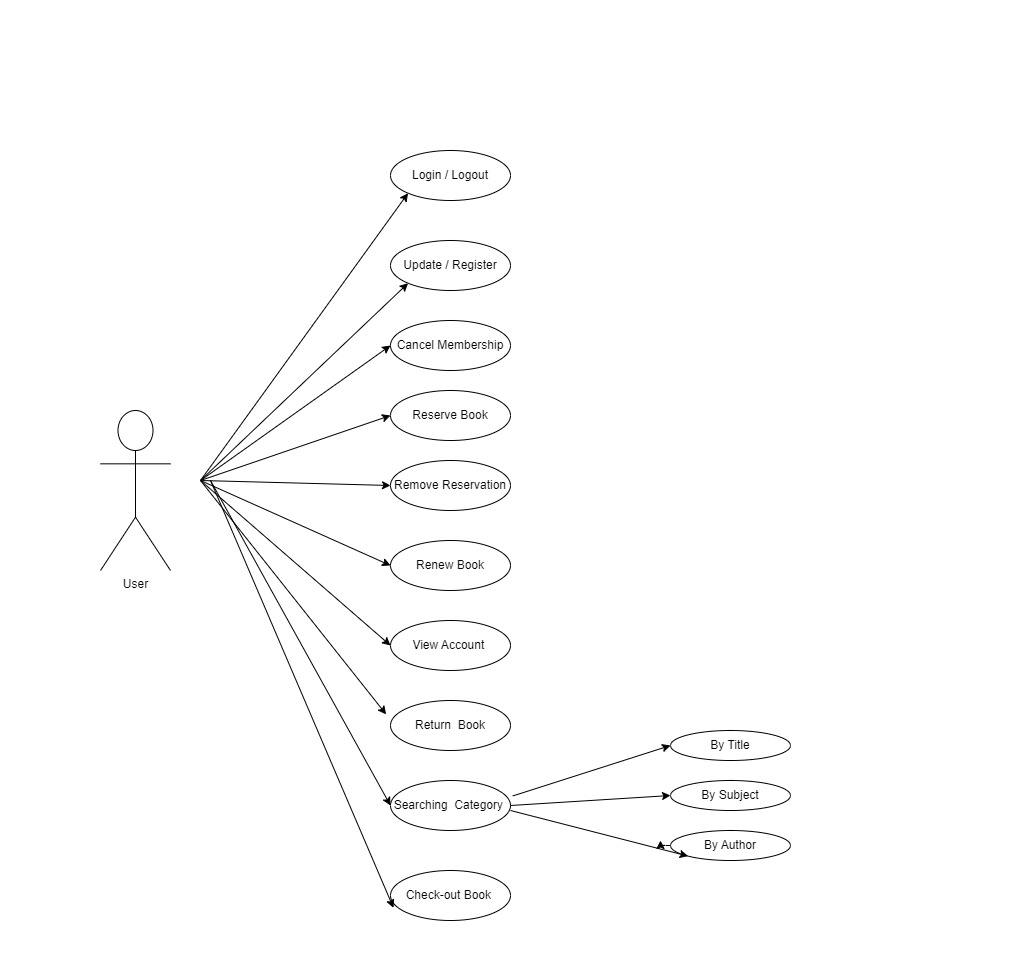 Login / Logout
Update / Register
Cancel Membership
Reserve Book
Remove Reservation
Renew Book
User
View Account
Return  Book
By Title
By Subject
Searching  Category
By Author
Check-out Book